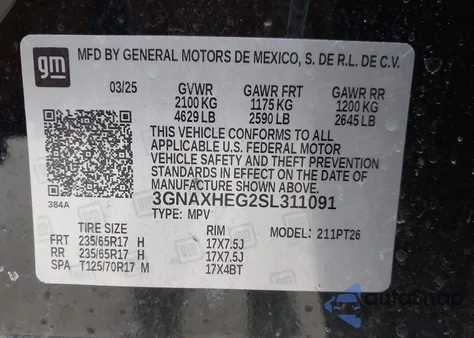 gm
MFD BY GENERAL MOTORS DE MEXICO, S. DE R.L. DE C.V.
03/25 GVWR GAWR FRT GAWR RR
2100 KG 1175 KG 1200 KG
4629 LB 2590 LB 2645 LB
THIS VEHICLE CONFORMS TO ALL
APPLICABLE U.S. FEDERAL MOTOR
VEHICLE SAFETY AND THEFT PREVENTION
STANDARDS IN EFFECT ON THE DATE OF
MANUFACTURE SHOWN ABOVE.
384A 3GNAXHEG2SL311091
TYPE: MPV
TIRE SIZE RIM MODEL: 211PT26
FRT 235/65R17 H 17X7.5J
RR 235/65R17 H 17X7.5J
SPA T125/70R17 M 17X4BT
AutoSnap